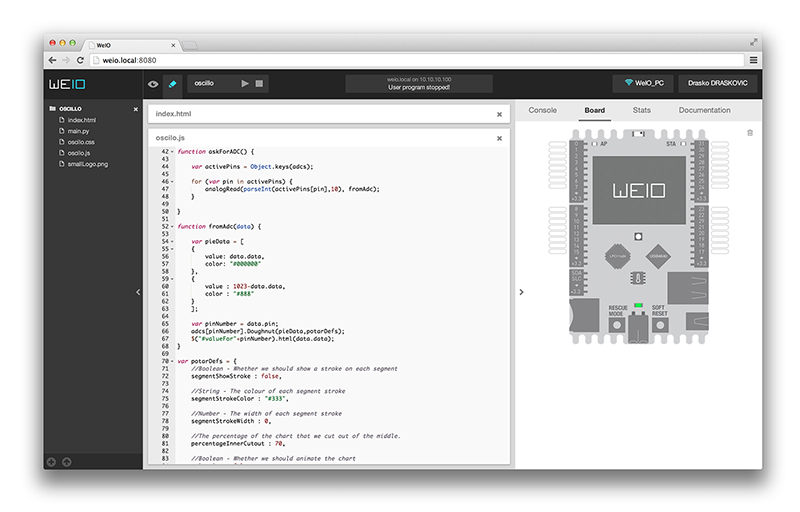 WeIO
weio.local:8080
WEIO
oscillo
weio.local on 10.10.10.100
User program stopped!
WeIO_PC
Drasko DRASKOVIC
OSCILLO
index.html
main.py
oscilo.css
oscilo.js
smallLogo.png
index.html
oscilo.js
42 function askForADC() {
43
44 var activePins = Object.keys(adcs);
45
46 for (var pin in activePins) {
47 analogRead(parseInt(activePins[pin],10), fromAdc);
48 }
49
50 }
51
52 function fromAdc(data) {
53
54 var pieData = [
55 {
56 value: data.data,
57 color: "#000000"
58 },
59 {
60 value : 1023-data.data,
61 color : "#888"
62 }
63 ];
64
65 var pinNumber = data.pin;
66 adcs[pinNumber].Doughnut(pieData,potarDefs);
67 $("#valueFor"+pinNumber).html(data.data);
68 }
69
70 var potarDefs = {
71 //Boolean - Whether we should show a stroke on each segment
72 segmentShowStroke : false,
73
74 //String - The colour of each segment stroke
75 segmentStrokeColor : "#333",
76
77 //Number - The width of each segment stroke
78 segmentStrokeWidth : 0,
79
80 //The percentage of the chart that we cut out of the middle.
81 percentageInnerCutout : 70,
82
83 //Boolean - Whether we should animate the chart
Console
Board
Stats
Documentation
AP
STA
WEIO
RESCUE
MODE
SOFT
RESET